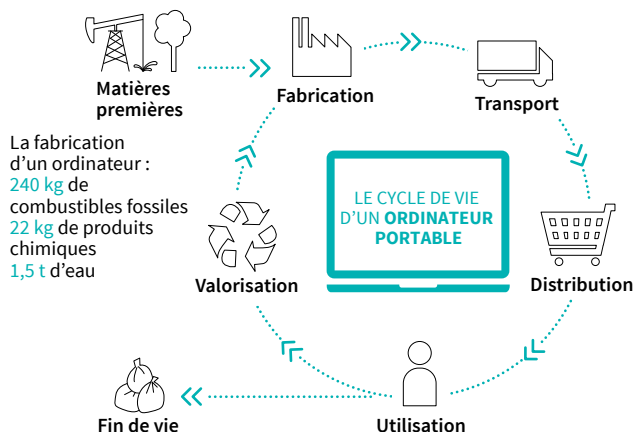 Matières
premières
Fabrication
Transport
La fabrication
d'un ordinateur :
240 kg de
combustibles fossiles
22 kg de produits
chimiques
1,5 t d'eau
LE CYCLE DE VIE
D'UN ORDINATEUR
PORTABLE
Valorisation
Distribution
Fin de vie
Utilisation